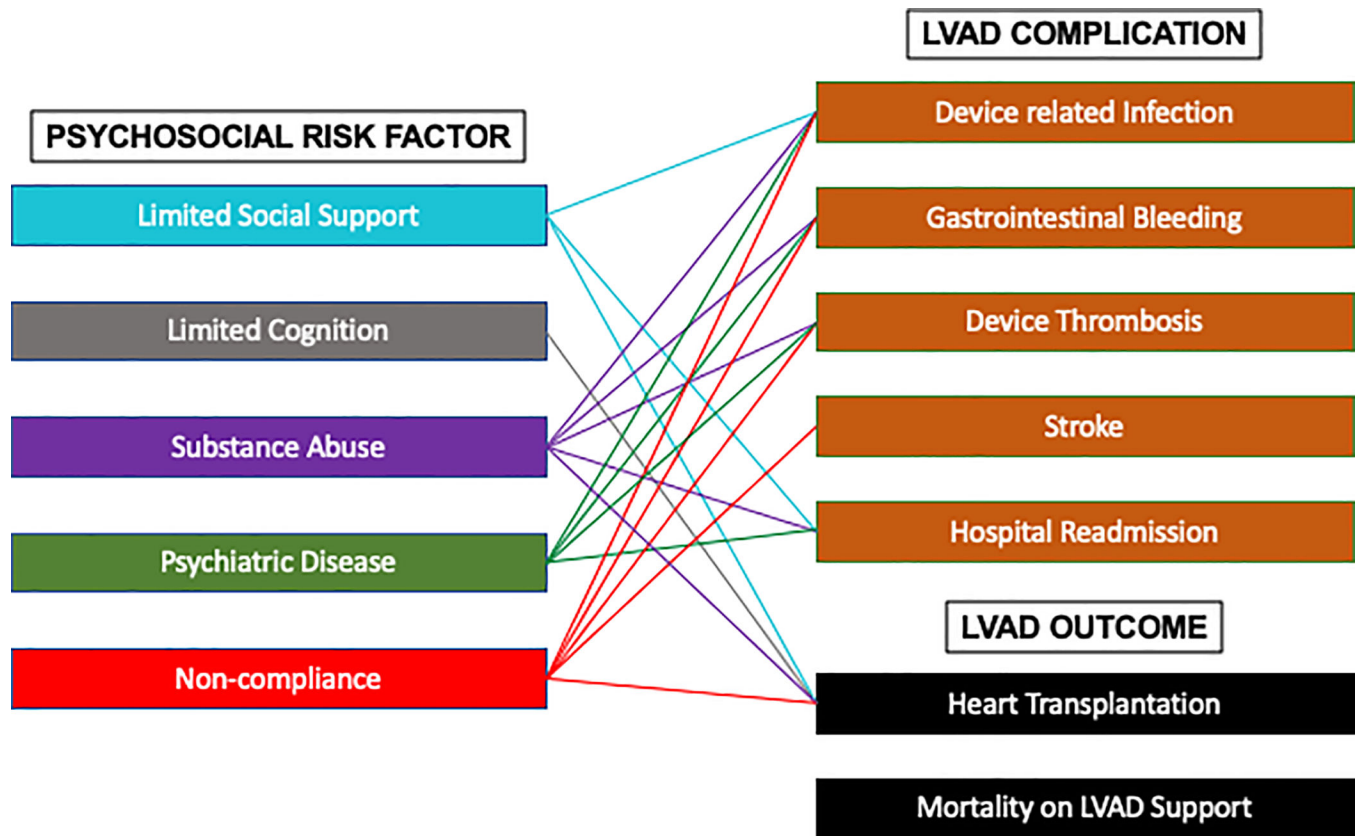 PSYCHOSOCIAL RISK FACTOR
Limited Social Support
Limited Cognition
Substance Abuse
Psychiatric Disease
Non-compliance
LVAD COMPLICATION
Device related Infection
Gastrointestinal Bleeding
Device Thrombosis
Stroke
Hospital Readmission
LVAD OUTCOME
Heart Transplantation
Mortality on LVAD Support